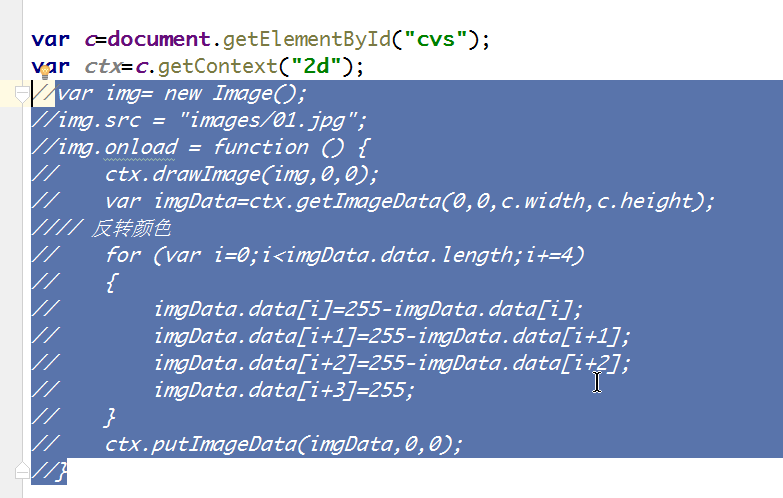 var c=document.getElementById("cvs");
var ctx=c.getContext("2d");
//var img= new Image();
//img.src = "images/01.jpg";
//img.onload = function () {
//    ctx.drawImage(img,0,0);
//    var imgData=ctx.getImageData(0,0,c.width,c.height);
//// 反转颜色
//    for (var i=0;i<imgData.data.length;i+=4)
//    {
//        imgData.data[i]=255-imgData.data[i];
//        imgData.data[i+1]=255-imgData.data[i+1];
//        imgData.data[i+2]=255-imgData.data[i+2];
//        imgData.data[i+3]=255;
//    }
//    ctx.putImageData(imgData,0,0);
//}